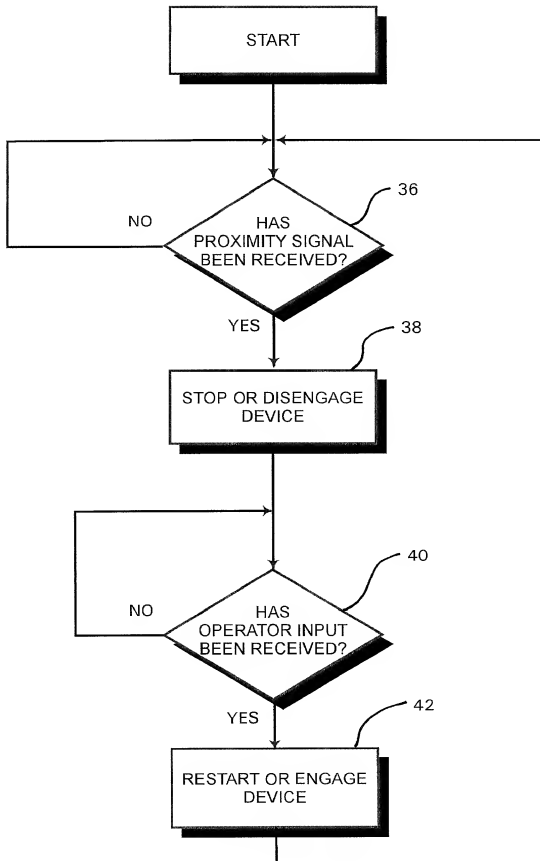 START
36
NO
HAS
PROXIMITY SIGNAL
BEEN RECEIVED?
YES
38
STOP OR DISENGAGE
DEVICE
40
NO
HAS
OPERATOR INPUT
BEEN RECEIVED?
YES
42
RESTART OR ENGAGE
DEVICE